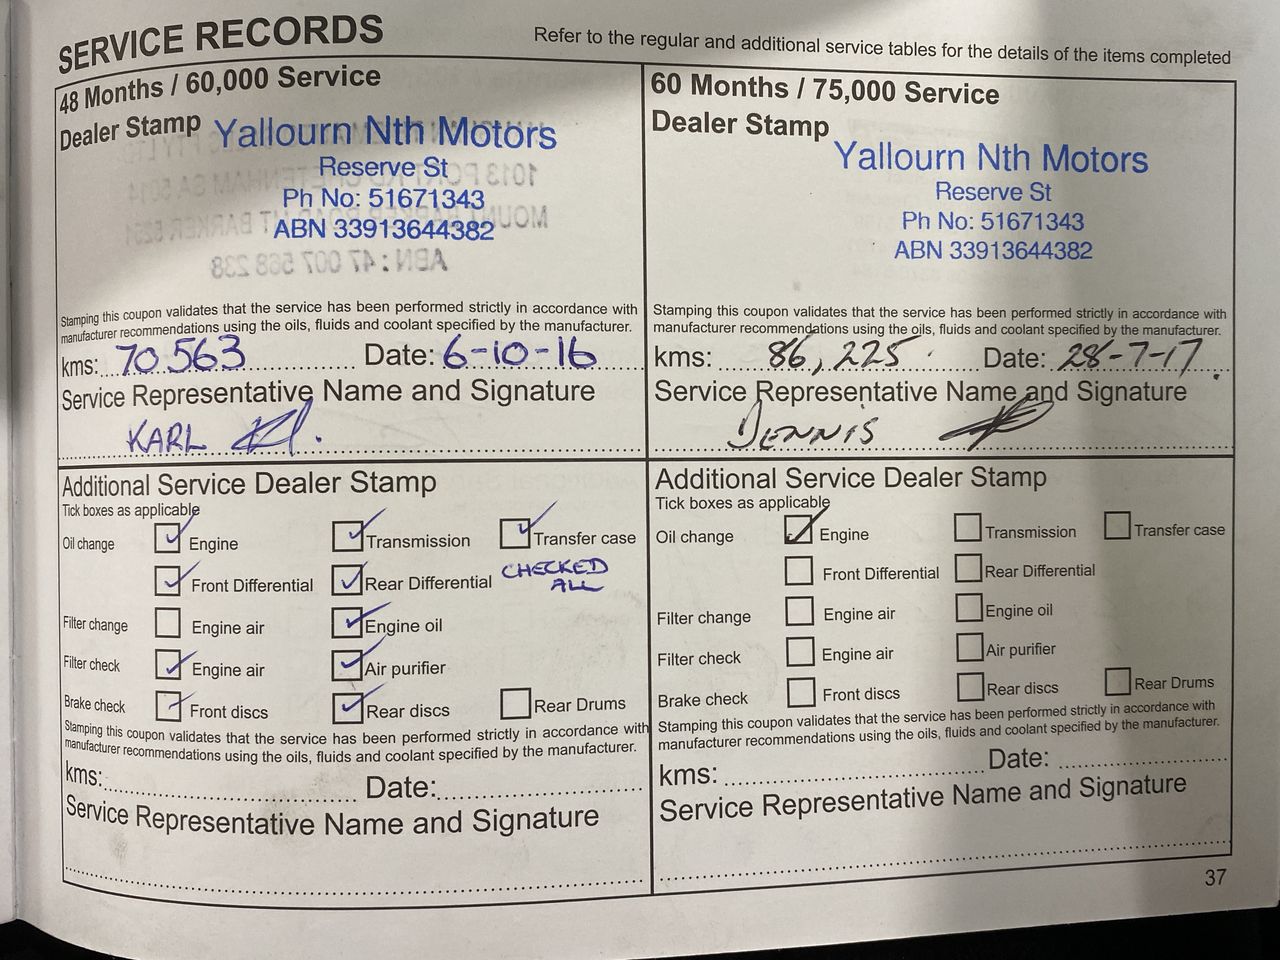 SERVICE RECORDS
Refer to the regular and additional service tables for the details of the items completed
48 Months / 60,000 Service
Dealer Stamp
Yallourn Nth Motors
Reserve St
Ph No: 51671343
ABN 33913644382
Stamping this coupon validates that the service has been performed strictly in accordance with
manufacturer recommendations using the oils, fluids and coolant specified by the manufacturer.
kms: 70 563 Date: 6-10-16
Service Representative Name and Signature
KARL
Additional Service Dealer Stamp
Tick boxes as applicable
Oil change Engine Transmission Transfer case
Front Differential Rear Differential CHECKED
ALL
Filter change Engine air Engine oil
Filter check Engine air Air purifier
Brake check Front discs Rear discs Rear Drums
Stamping this coupon validates that the service has been performed strictly in accordance with
manufacturer recommendations using the oils, fluids and coolant specified by the manufacturer.
kms: Date:
Service Representative Name and Signature
60 Months / 75,000 Service
Dealer Stamp
Yallourn Nth Motors
Reserve St
Ph No: 51671343
ABN 33913644382
Stamping this coupon validates that the service has been performed strictly in accordance with
manufacturer recommendations using the oils, fluids and coolant specified by the manufacturer.
kms: 86,225 Date: 28-7-17
Service Representative Name and Signature
DENNIS
Additional Service Dealer Stamp
Tick boxes as applicable
Oil change Engine Transmission Transfer case
Front Differential Rear Differential
Filter change Engine air Engine oil
Filter check Engine air Air purifier
Brake check Front discs Rear discs Rear Drums
Stamping this coupon validates that the service has been performed strictly in accordance with
manufacturer recommendations using the oils, fluids and coolant specified by the manufacturer.
kms: Date:
Service Representative Name and Signature
37